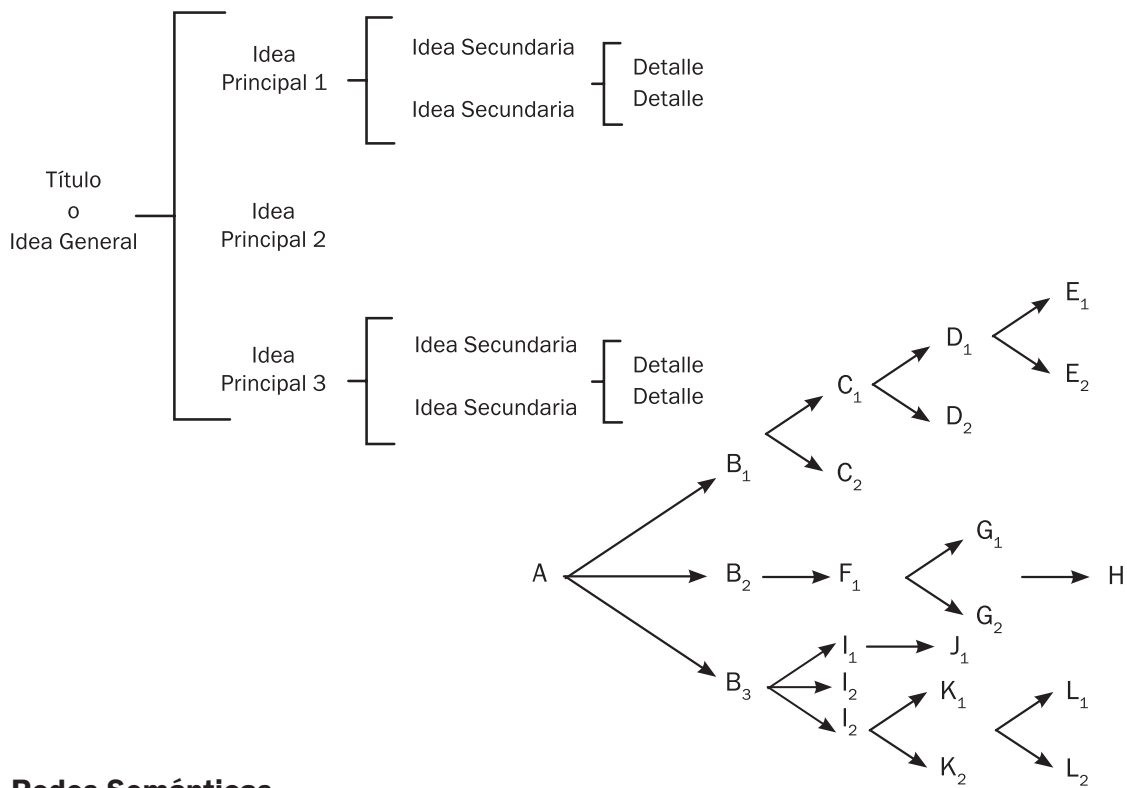 Título
o
Idea General
Idea
Principal 1
Idea Secundaria
Idea Secundaria
Detalle
Detalle
Idea
Principal 2
Idea
Principal 3
Idea Secundaria
Idea Secundaria
Detalle
Detalle
A
B₁
C₁
D₁
E₁
E₂
D₂
C₂
B₂
F₁
G₁
G₂
H
B₃
I₁
J₁
I₂
I₂
K₁
K₂
L₁
L₂
Redes Semánticas